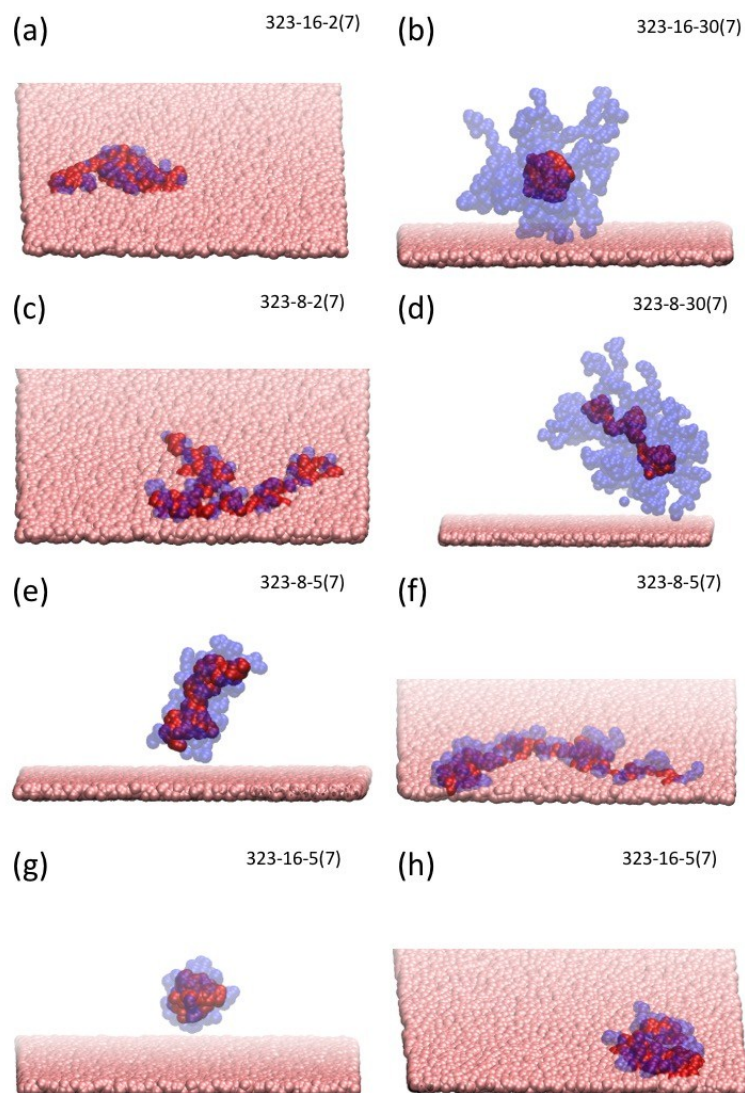 (a) 323-16-2(7)
(b) 323-16-30(7)
(c) 323-8-2(7)
(d) 323-8-30(7)
(e) 323-8-5(7)
(f) 323-8-5(7)
(g) 323-16-5(7)
(h) 323-16-5(7)